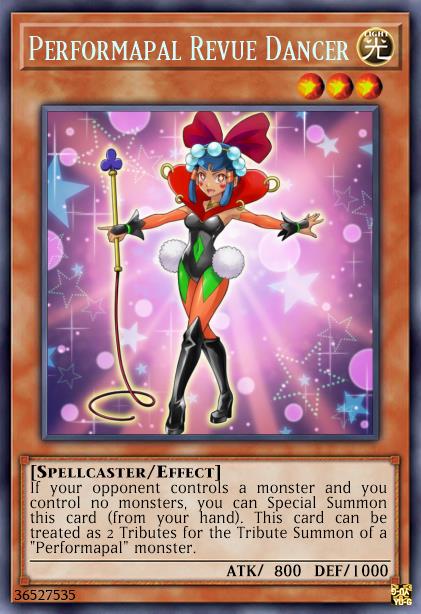 PERFORMAPAL REVUE DANCER
LIGHT
光
[SPELLCASTER/EFFECT]
If your opponent controls a monster and you
control no monsters, you can Special Summon
this card (from your hand). This card can be
treated as 2 Tributes for the Tribute Summon of a
"Performapal" monster.
ATK/ 800 DEF/1000
36527535